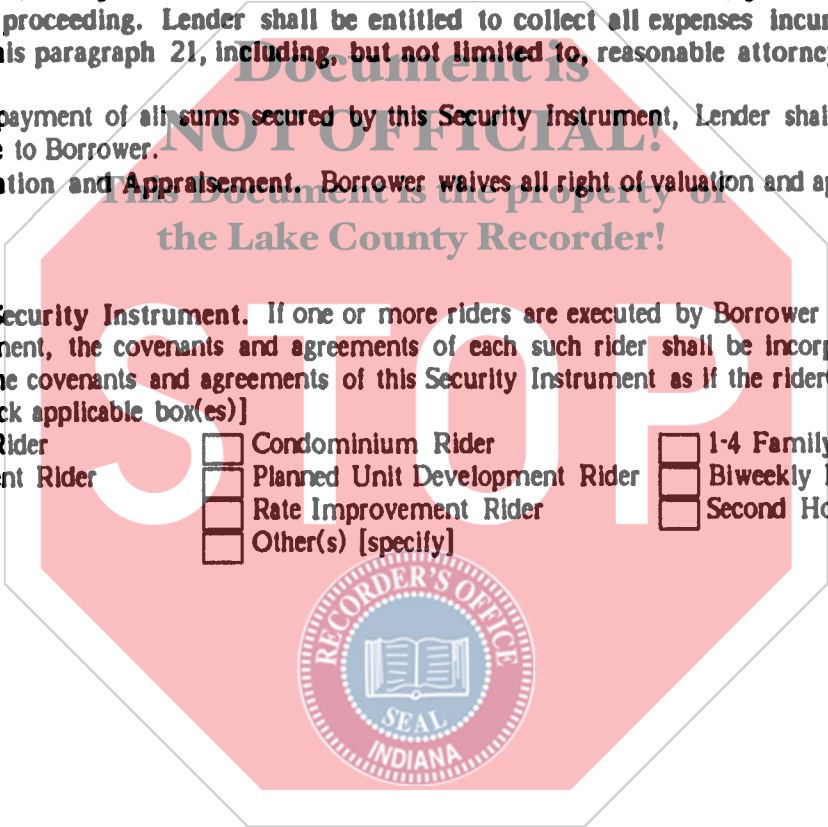 proceeding. Lender shall be entitled to collect all expenses incur
is paragraph 21, including, but not limited to, reasonable attorney
Document is
payment of all sums secured by this Security Instrument, Lender shal
NOT OFFICIAL!
to Borrower.
ation and Appraisement. Borrower waives all right of valuation and ap
This Document is the property of
the Lake County Recorder!
Security Instrument. If one or more riders are executed by Borrower
ment, the covenants and agreements of each such rider shall be incorp
he covenants and agreements of this Security Instrument as if the rider(
ck applicable box(es)]
STOP
Rider
Condominium Rider
1-4 Family
nt Rider
Planned Unit Development Rider
Biweekly
Rate Improvement Rider
Second Ho
Other(s) [specify]
RECORDER'S OFFICE
SEAL
INDIANA